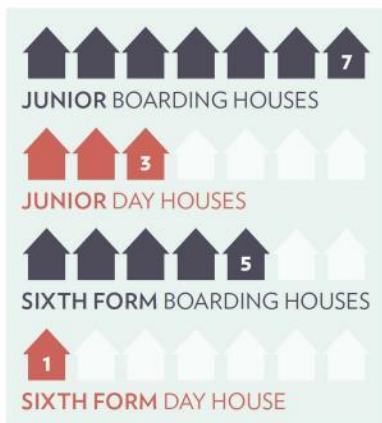 7
JUNIOR BOARDING HOUSES
3
JUNIOR DAY HOUSES
5
SIXTH FORM BOARDING HOUSES
1
SIXTH FORM DAY HOUSE